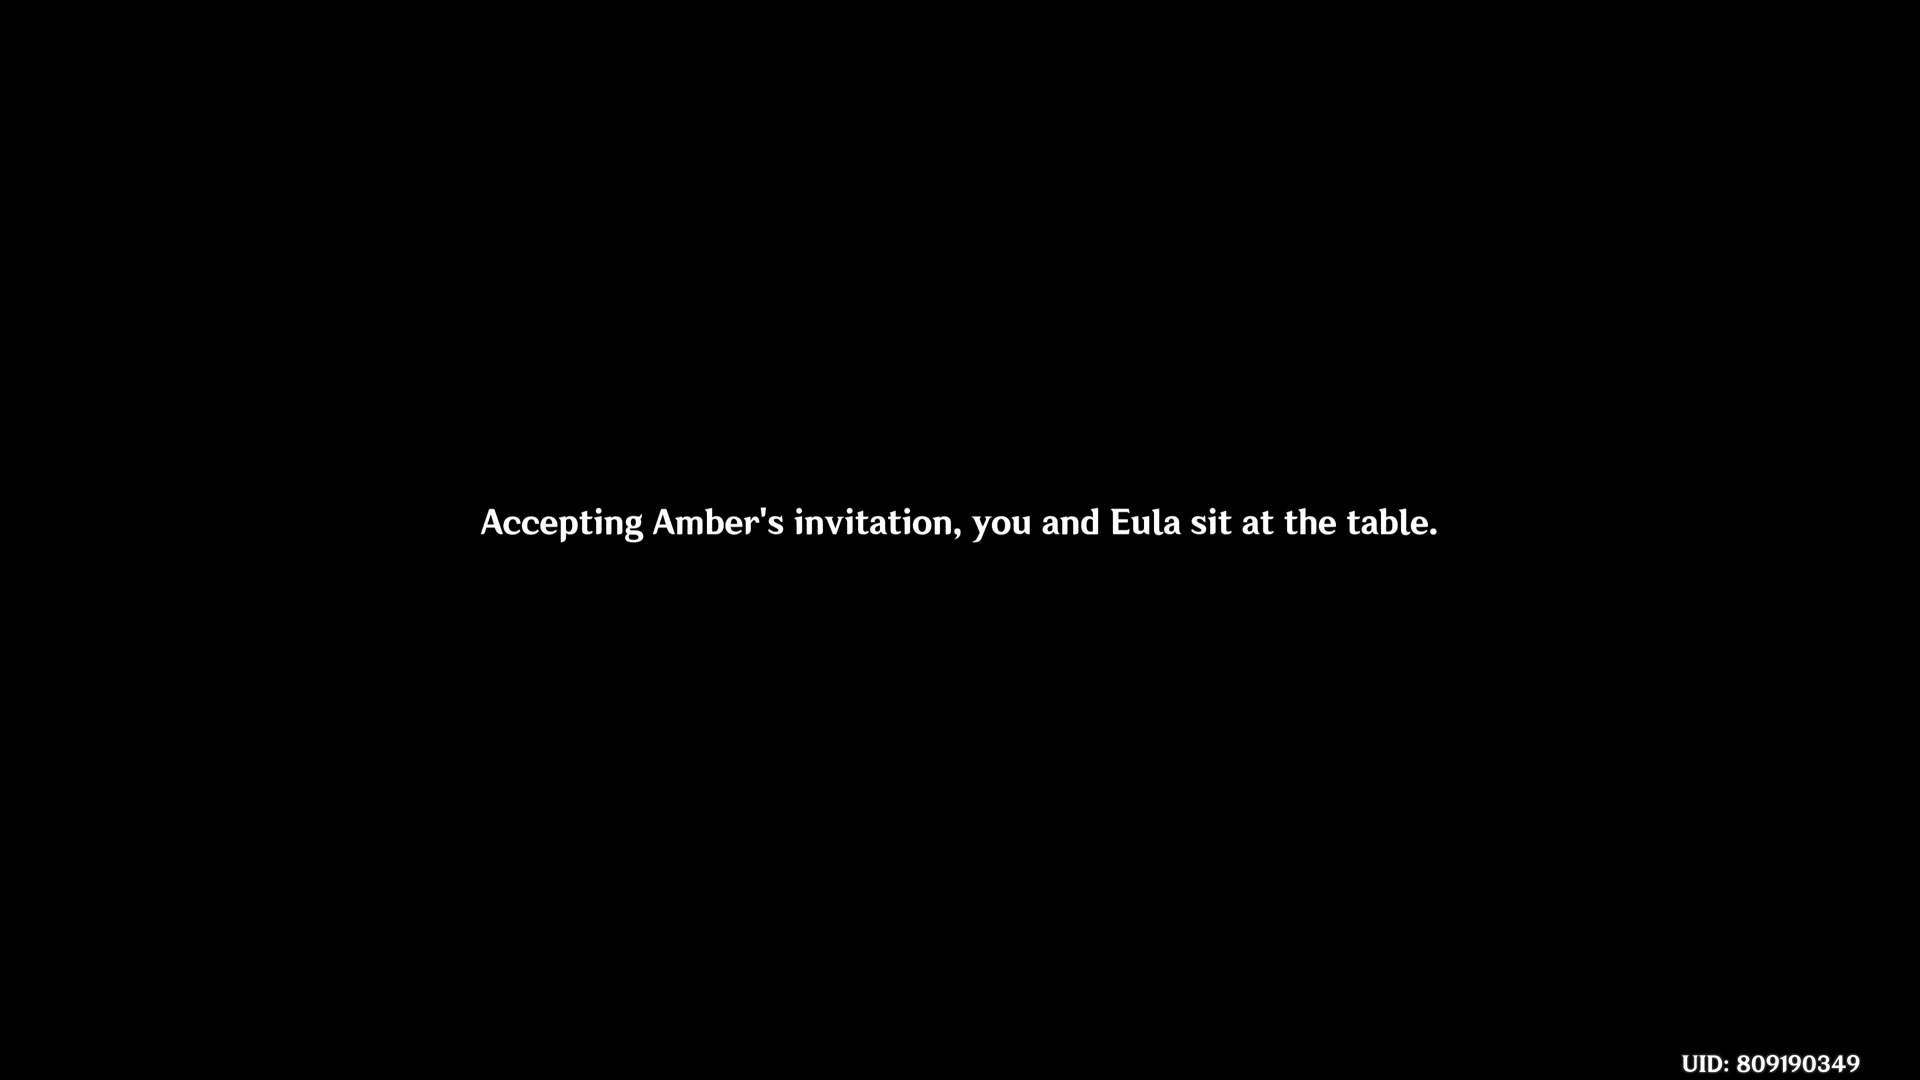 Accepting Amber's invitation, you and Eula sit at the table.
UID: 809190349